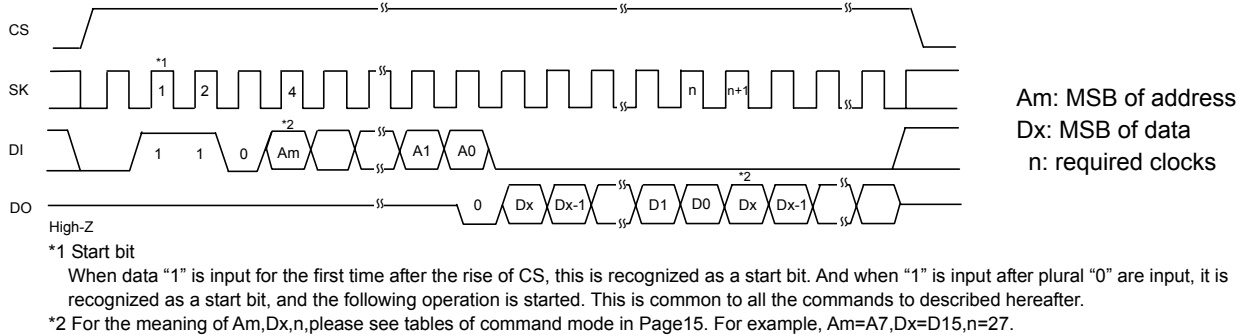 CS
SK
*1
1 2 4 n n+1
DI
*2
1 1 0 Am A1 A0
DO
*2
0 Dx Dx-1 D1 D0 Dx Dx-1
High-Z
Am: MSB of address
Dx: MSB of data
n: required clocks
*1 Start bit
When data “1” is input for the first time after the rise of CS, this is recognized as a start bit. And when “1” is input after plural “0” are input, it is
recognized as a start bit, and the following operation is started. This is common to all the commands to described hereafter.
*2 For the meaning of Am,Dx,n,please see tables of command mode in Page15. For example, Am=A7,Dx=D15,n=27.